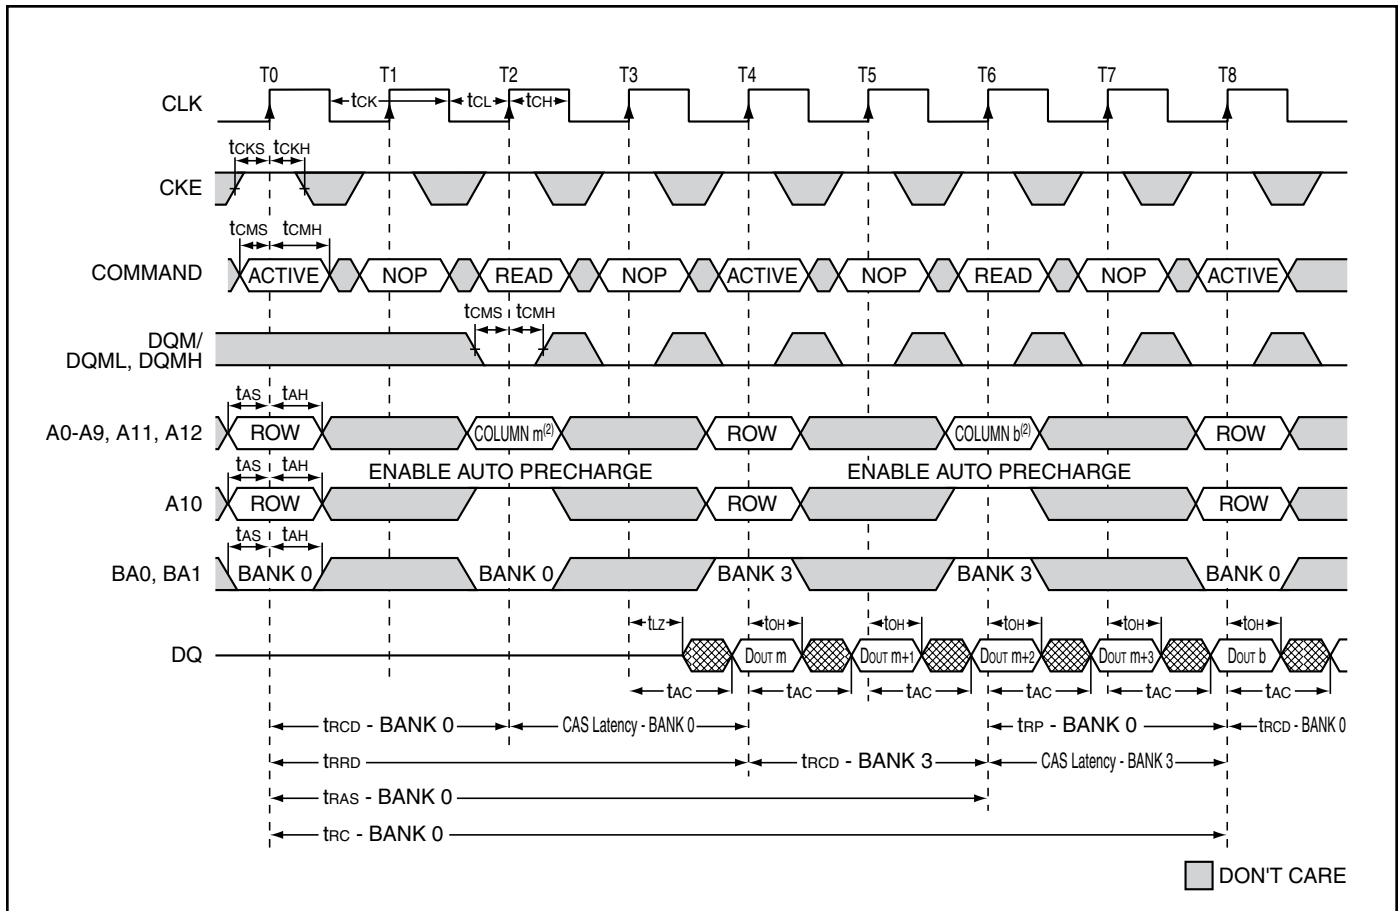 T0 T1 T2 T3 T4 T5 T6 T7 T8
CLK tCK tCL tCH
tCKS tCKH
CKE
tCMS tCMH
COMMAND ACTIVE NOP READ NOP ACTIVE NOP READ NOP ACTIVE
tCMS tCMH
DQM/
DQML, DQMH
tAS tAH
A0-A9, A11, A12 ROW COLUMN m(2) ROW COLUMN b(2) ROW
tAS tAH ENABLE AUTO PRECHARGE ENABLE AUTO PRECHARGE
A10 ROW ROW ROW
tAS tAH
BA0, BA1 BANK 0 BANK 0 BANK 3 BANK 3 BANK 0
tLZ tOH tOH tOH tOH tOH
DQ DOUT m DOUT m+1 DOUT m+2 DOUT m+3 DOUT b
tAC tAC tAC tAC tAC tAC
tRCD - BANK 0 CAS Latency - BANK 0 tRP - BANK 0 tRCD - BANK 0
tRRD tRCD - BANK 3 CAS Latency - BANK 3
tRAS - BANK 0
tRC - BANK 0
DON'T CARE